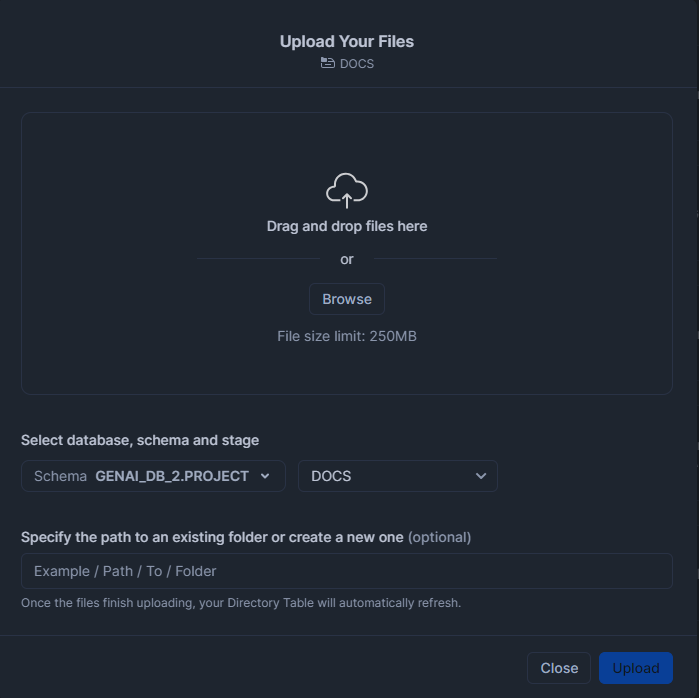 Upload Your Files
DOCS
Drag and drop files here
or
Browse
File size limit: 250MB
Select database, schema and stage
Schema GENAI_DB_2.PROJECT
DOCS
Specify the path to an existing folder or create a new one (optional)
Example / Path / To / Folder
Once the files finish uploading, your Directory Table will automatically refresh.
Close
Upload